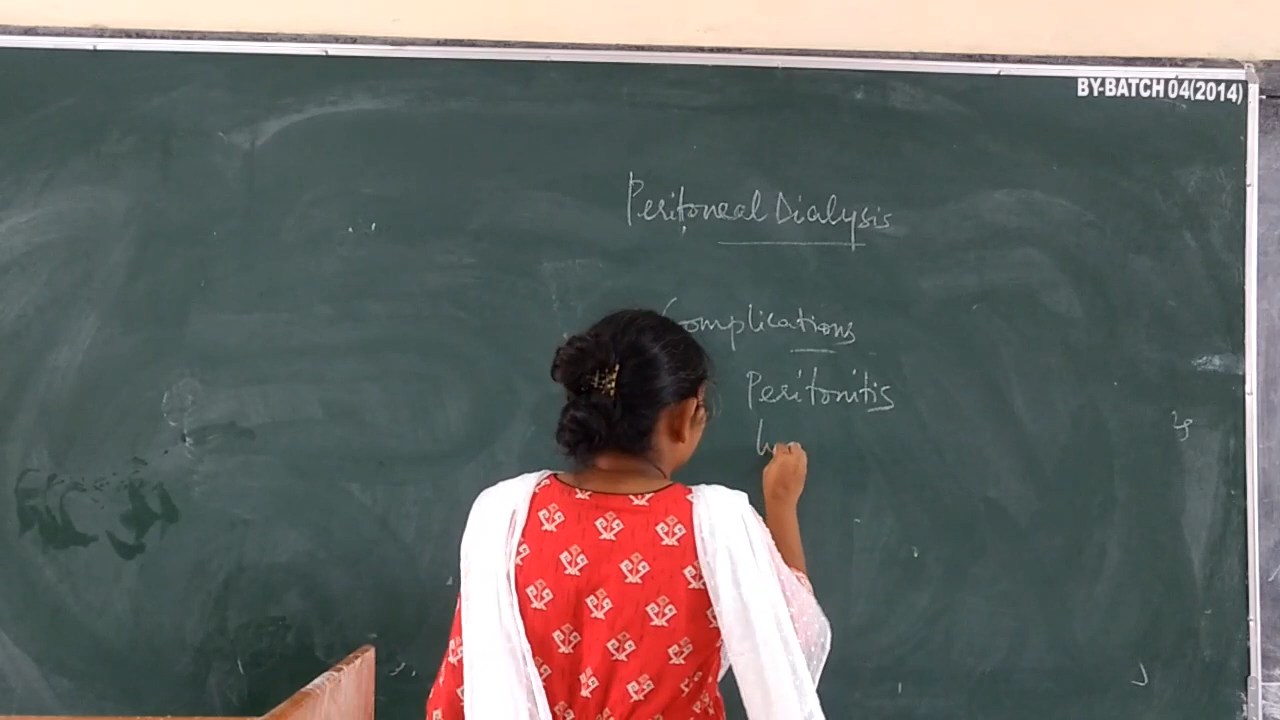 BY-BATCH 04(2014)
Peritoneal Dialysis
Complications
Peritonitis